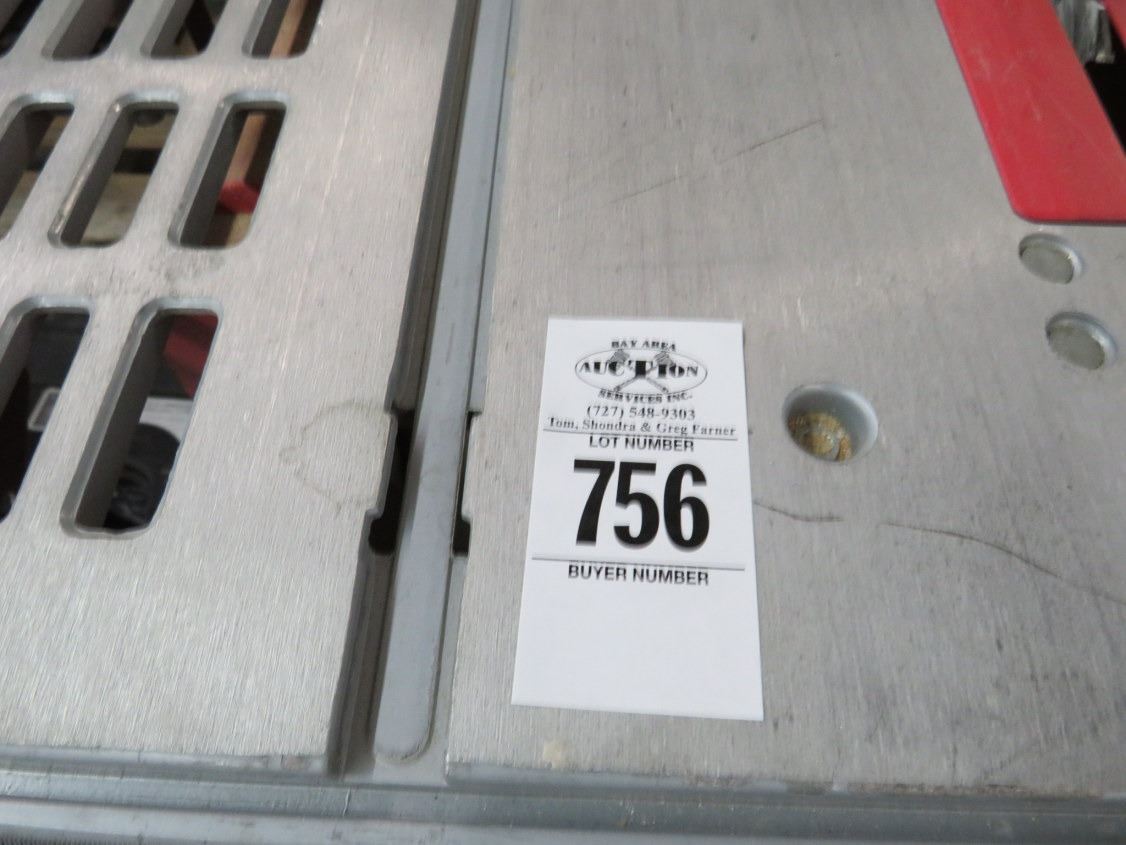 BAY AREA
AUCTION
SERVICES INC.
(727) 548-9303
Tom, Shondra & Greg Farner
LOT NUMBER
756
BUYER NUMBER